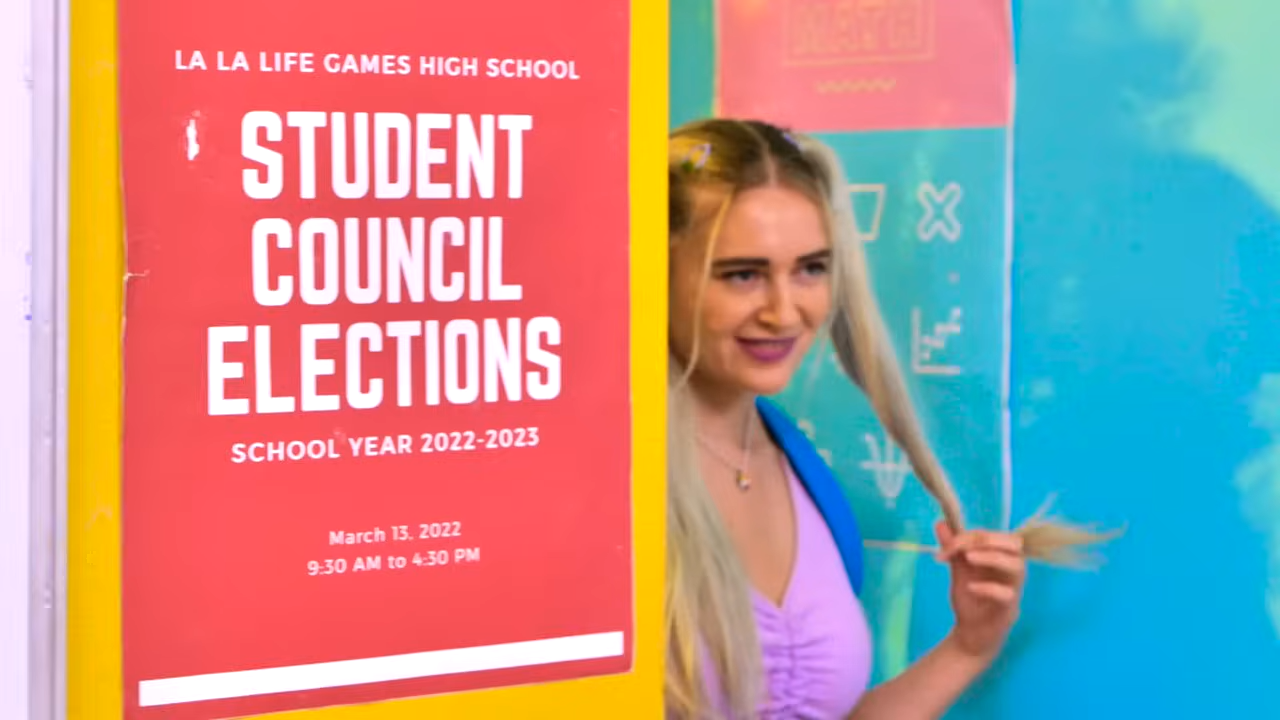 LA LA LIFE GAMES HIGH SCHOOL
STUDENT
COUNCIL
ELECTIONS
SCHOOL YEAR 2022-2023
March 13, 2022
9:30 AM to 4:30 PM
MATH